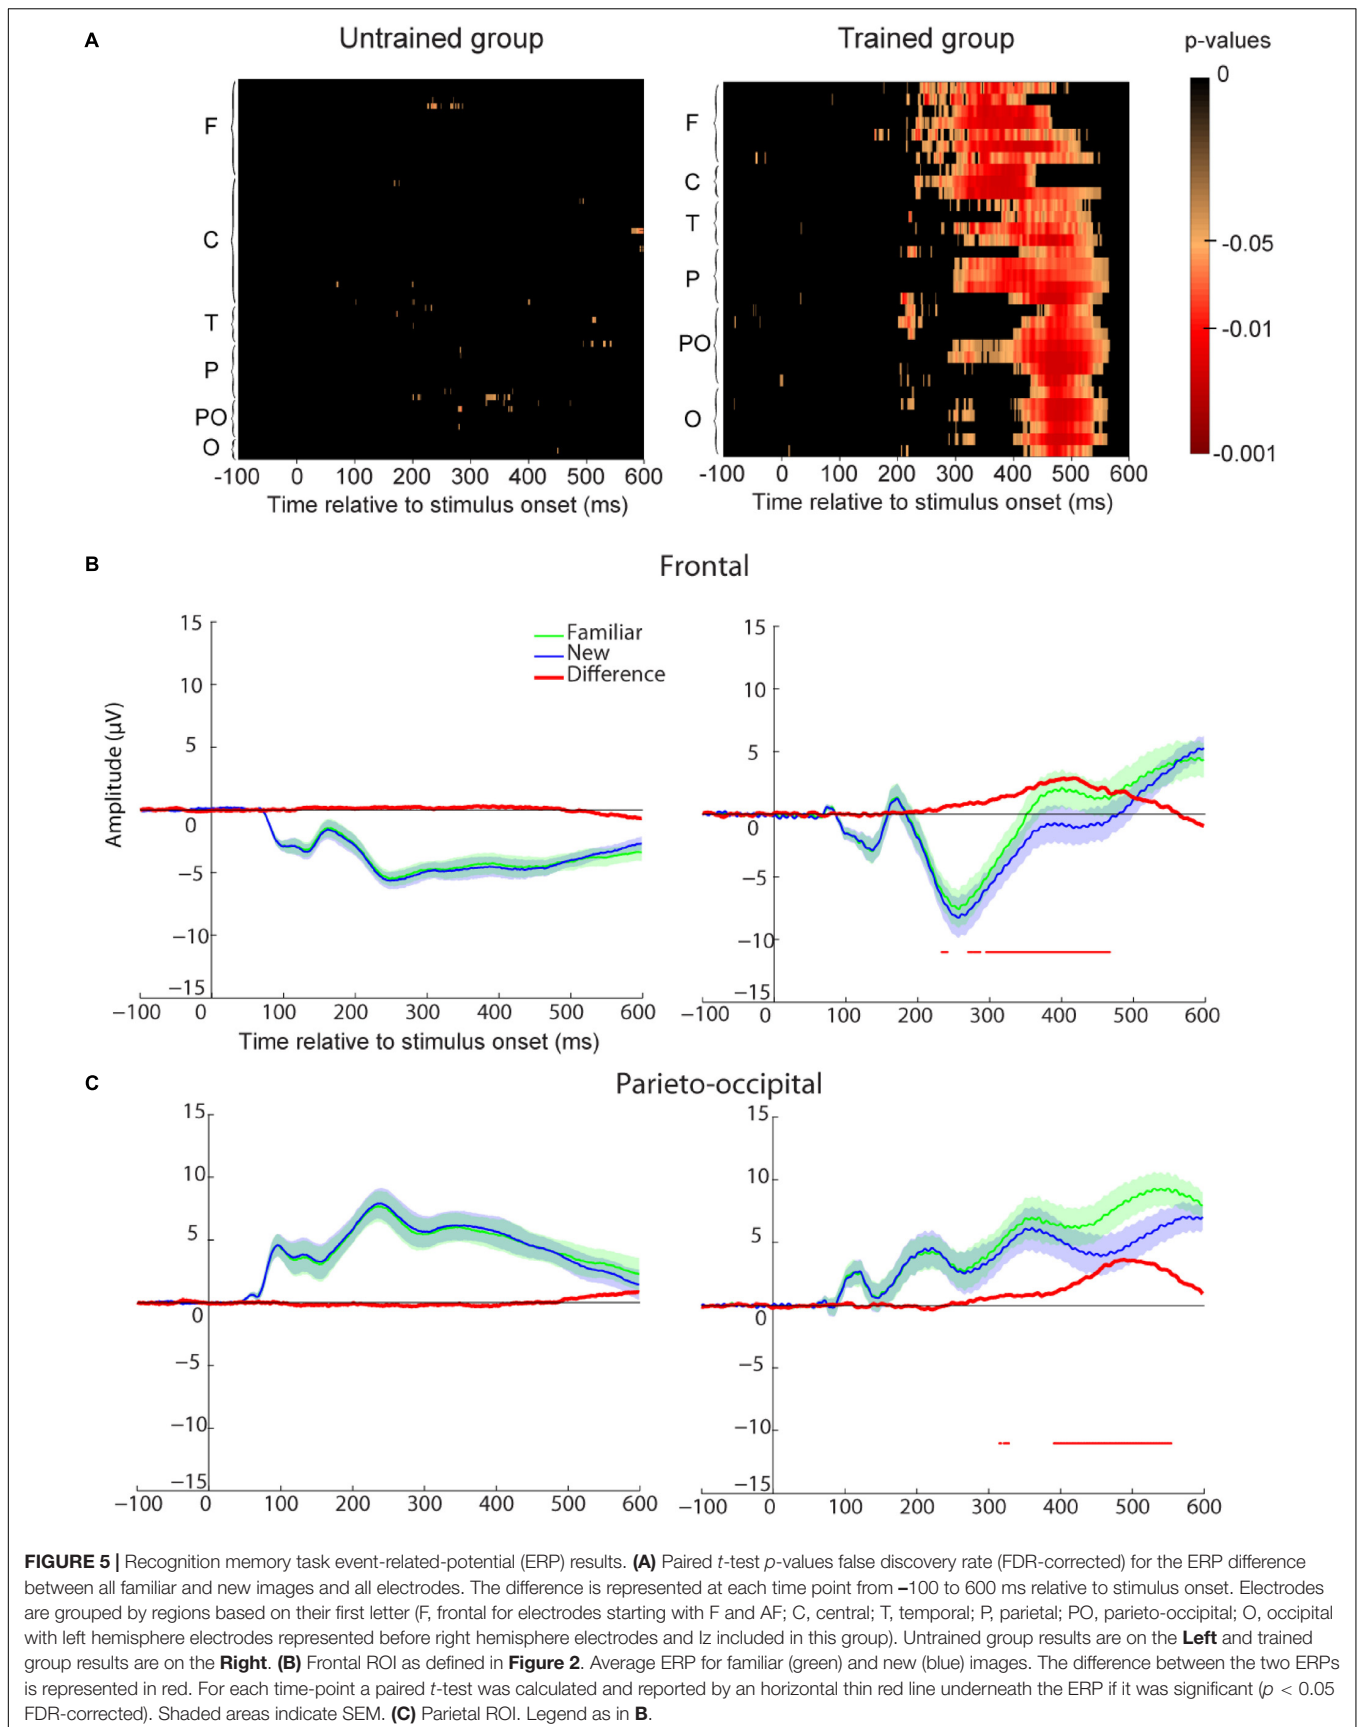 A
Untrained group
Trained group
p-values
F
C
T
P
PO
O
-100 0 100 200 300 400 500 600
Time relative to stimulus onset (ms)
F
C
T
P
PO
O
-100 0 100 200 300 400 500 600
Time relative to stimulus onset (ms)
0
-0.05
-0.01
-0.001
B
Frontal
15
10
5
0
−5
−10
−15
Amplitude (µV)
Familiar
New
Difference
−100 0 100 200 300 400 500 600
Time relative to stimulus onset (ms)
15
10
5
0
−5
−10
−15
−100 0 100 200 300 400 500 600
C
Parieto-occipital
15
10
5
0
−5
−10
−15
−100 0 100 200 300 400 500 600
15
10
5
0
−5
−10
−15
−100 0 100 200 300 400 500 600
FIGURE 5 | Recognition memory task event-related-potential (ERP) results. (A) Paired t-test p-values false discovery rate (FDR-corrected) for the ERP difference
between all familiar and new images and all electrodes. The difference is represented at each time point from −100 to 600 ms relative to stimulus onset. Electrodes
are grouped by regions based on their first letter (F, frontal for electrodes starting with F and AF; C, central; T, temporal; P, parietal; PO, parieto-occipital; O, occipital
with left hemisphere electrodes represented before right hemisphere electrodes and Iz included in this group). Untrained group results are on the Left and trained
group results are on the Right. (B) Frontal ROI as defined in Figure 2. Average ERP for familiar (green) and new (blue) images. The difference between the two ERPs
is represented in red. For each time-point a paired t-test was calculated and reported by an horizontal thin red line underneath the ERP if it was significant (p < 0.05
FDR-corrected). Shaded areas indicate SEM. (C) Parietal ROI. Legend as in B.